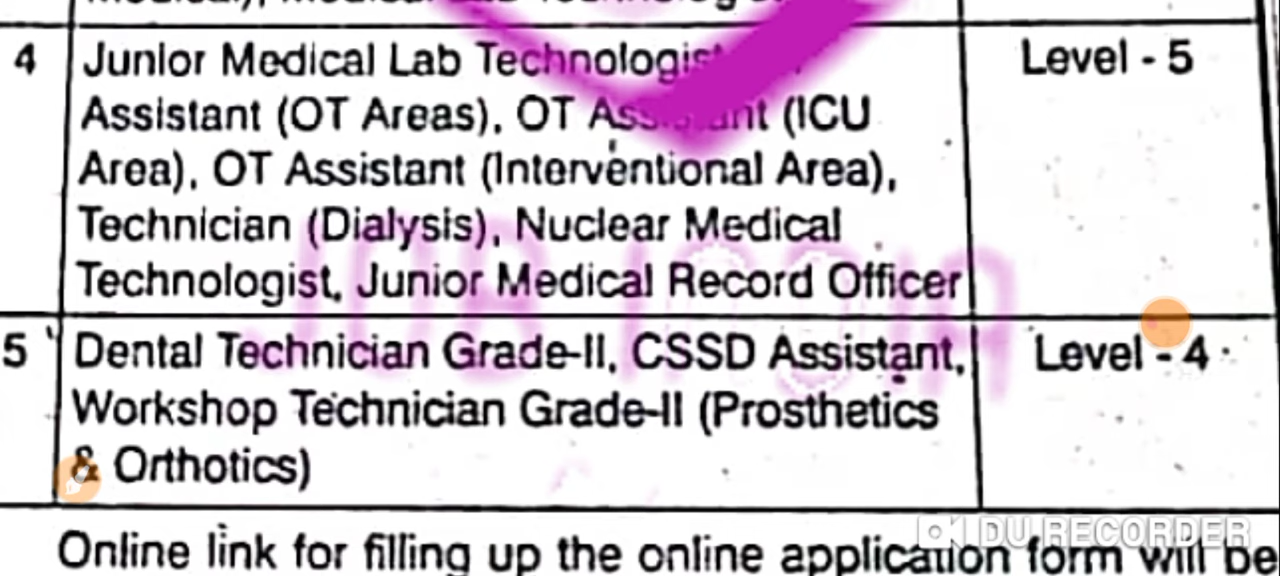 4 Junior Medical Lab Technologist
Level - 5
Assistant (OT Areas), OT Assistant (ICU
Area), OT Assistant (Interventional Area),
Technician (Dialysis), Nuclear Medical
Technologist, Junior Medical Record Officer
5 Dental Technician Grade-II, CSSD Assistant,
Level - 4
Workshop Technician Grade-II (Prosthetics
& Orthotics)
DU RECORDER
Online link for filling up the online application form will be